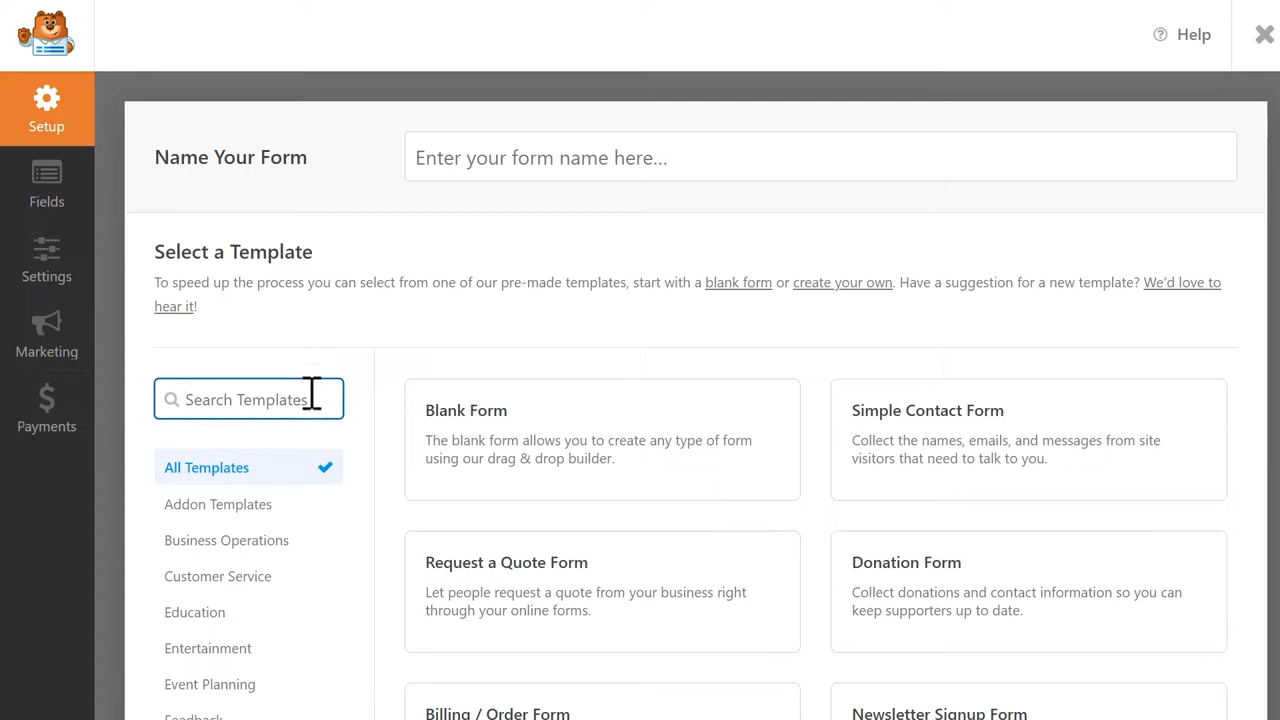 Help
Setup
Fields
Settings
Marketing
Payments
Name Your Form
Enter your form name here...
Select a Template
To speed up the process you can select from one of our pre-made templates, start with a blank form or create your own. Have a suggestion for a new template? We'd love to
hear it!
Search Templates
All Templates
Addon Templates
Business Operations
Customer Service
Education
Entertainment
Event Planning
Feedback
Blank Form
The blank form allows you to create any type of form
using our drag & drop builder.
Simple Contact Form
Collect the names, emails, and messages from site
visitors that need to talk to you.
Request a Quote Form
Let people request a quote from your business right
through your online forms.
Donation Form
Collect donations and contact information so you can
keep supporters up to date.
Billing / Order Form
Newsletter Signup Form